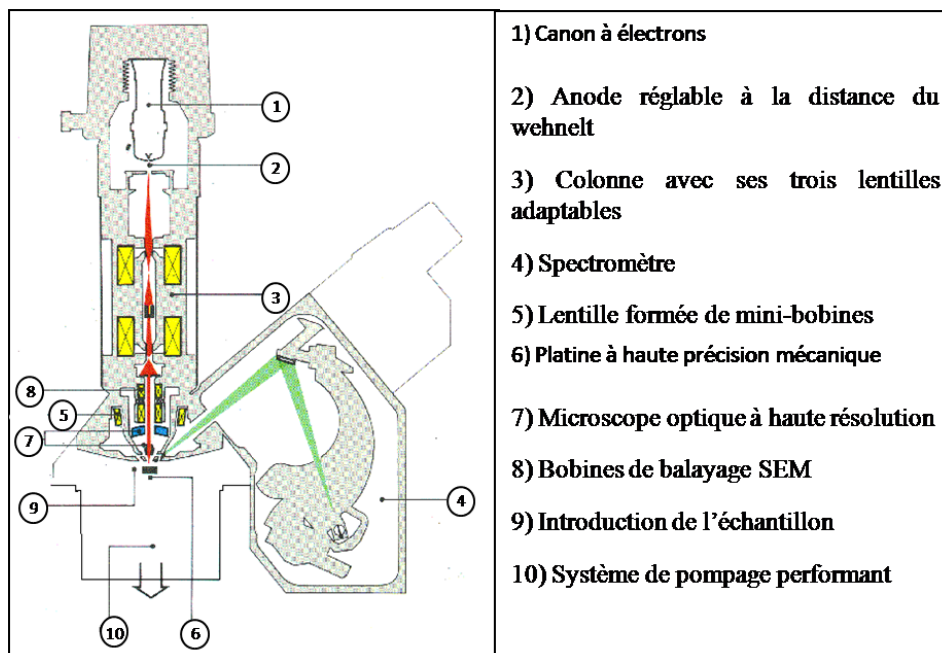 1
2
3
8
5
7
9
4
10
6
1) Canon à électrons
2) Anode réglable à la distance du
wehnelt
3) Colonne avec ses trois lentilles
adaptables
4) Spectromètre
5) Lentille formée de mini-bobines
6) Platine à haute précision mécanique
7) Microscope optique à haute résolution
8) Bobines de balayage SEM
9) Introduction de l'échantillon
10) Système de pompage performant